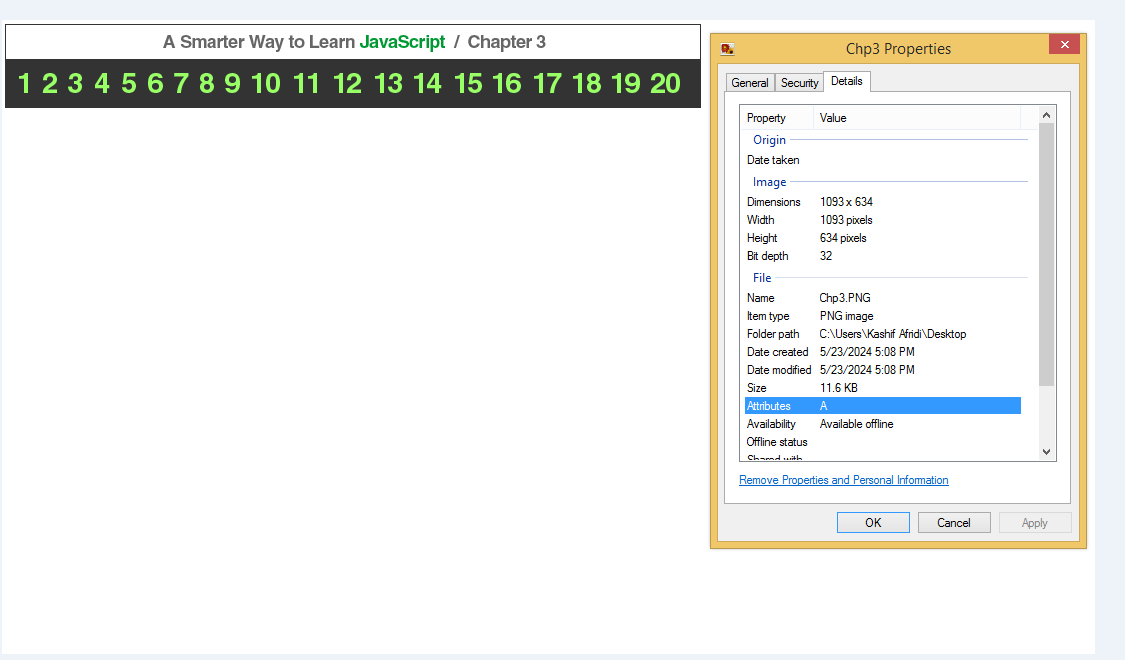 A Smarter Way to Learn JavaScript / Chapter 3
1 2 3 4 5 6 7 8 9 10 11 12 13 14 15 16 17 18 19 20
Chp3 Properties
General Security Details
Property Value
Origin
Date taken
Image
Dimensions 1093 x 634
Width 1093 pixels
Height 634 pixels
Bit depth 32
File
Name Chp3.PNG
Item type PNG image
Folder path C:\Users\Kashif Afridi\Desktop
Date created 5/23/2024 5:08 PM
Date modified 5/23/2024 5:08 PM
Size 11.6 KB
Attributes A
Availability Available offline
Offline status
Shared with
Remove Properties and Personal Information
OK Cancel Apply